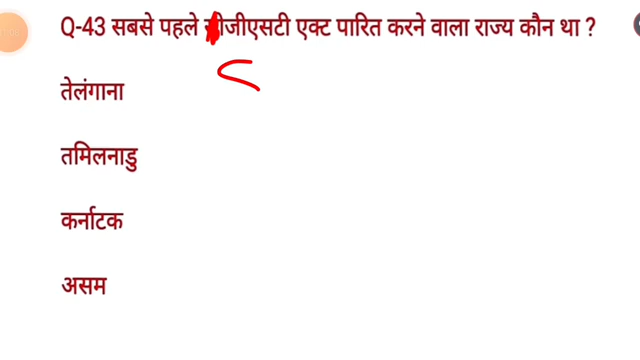 Q-43 सबसे पहले जीएसटी एक्ट पारित करने वाला राज्य कौन था ?
तेलंगाना
तमिलनाडु
कर्नाटक
असम